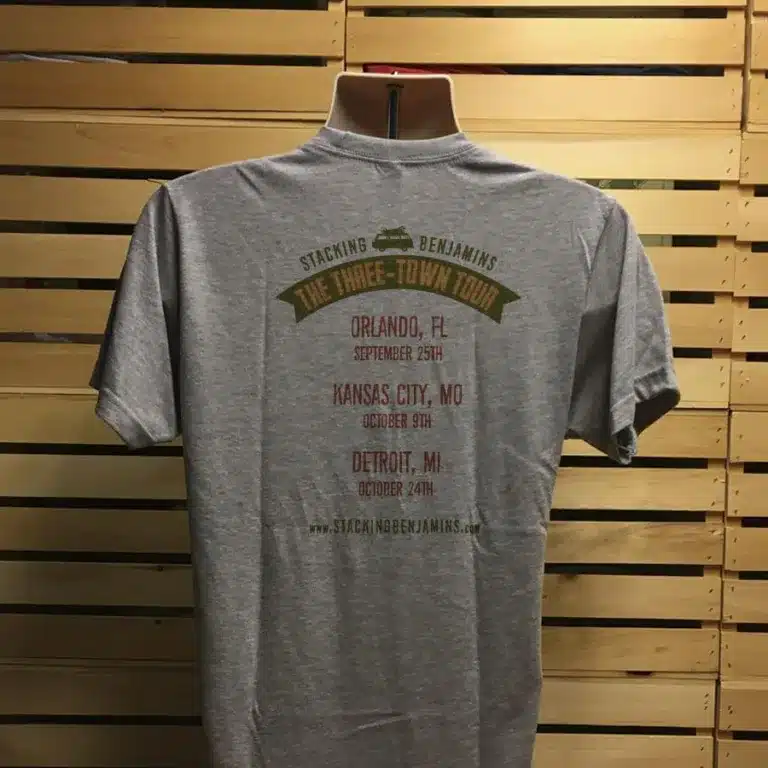 STACKING BENJAMINS
THE THREE-TOWN TOUR
ORLANDO, FL
SEPTEMBER 25TH
KANSAS CITY, MO
OCTOBER 9TH
DETROIT, MI
OCTOBER 24TH
www.STACKINGBENJAMINS.com